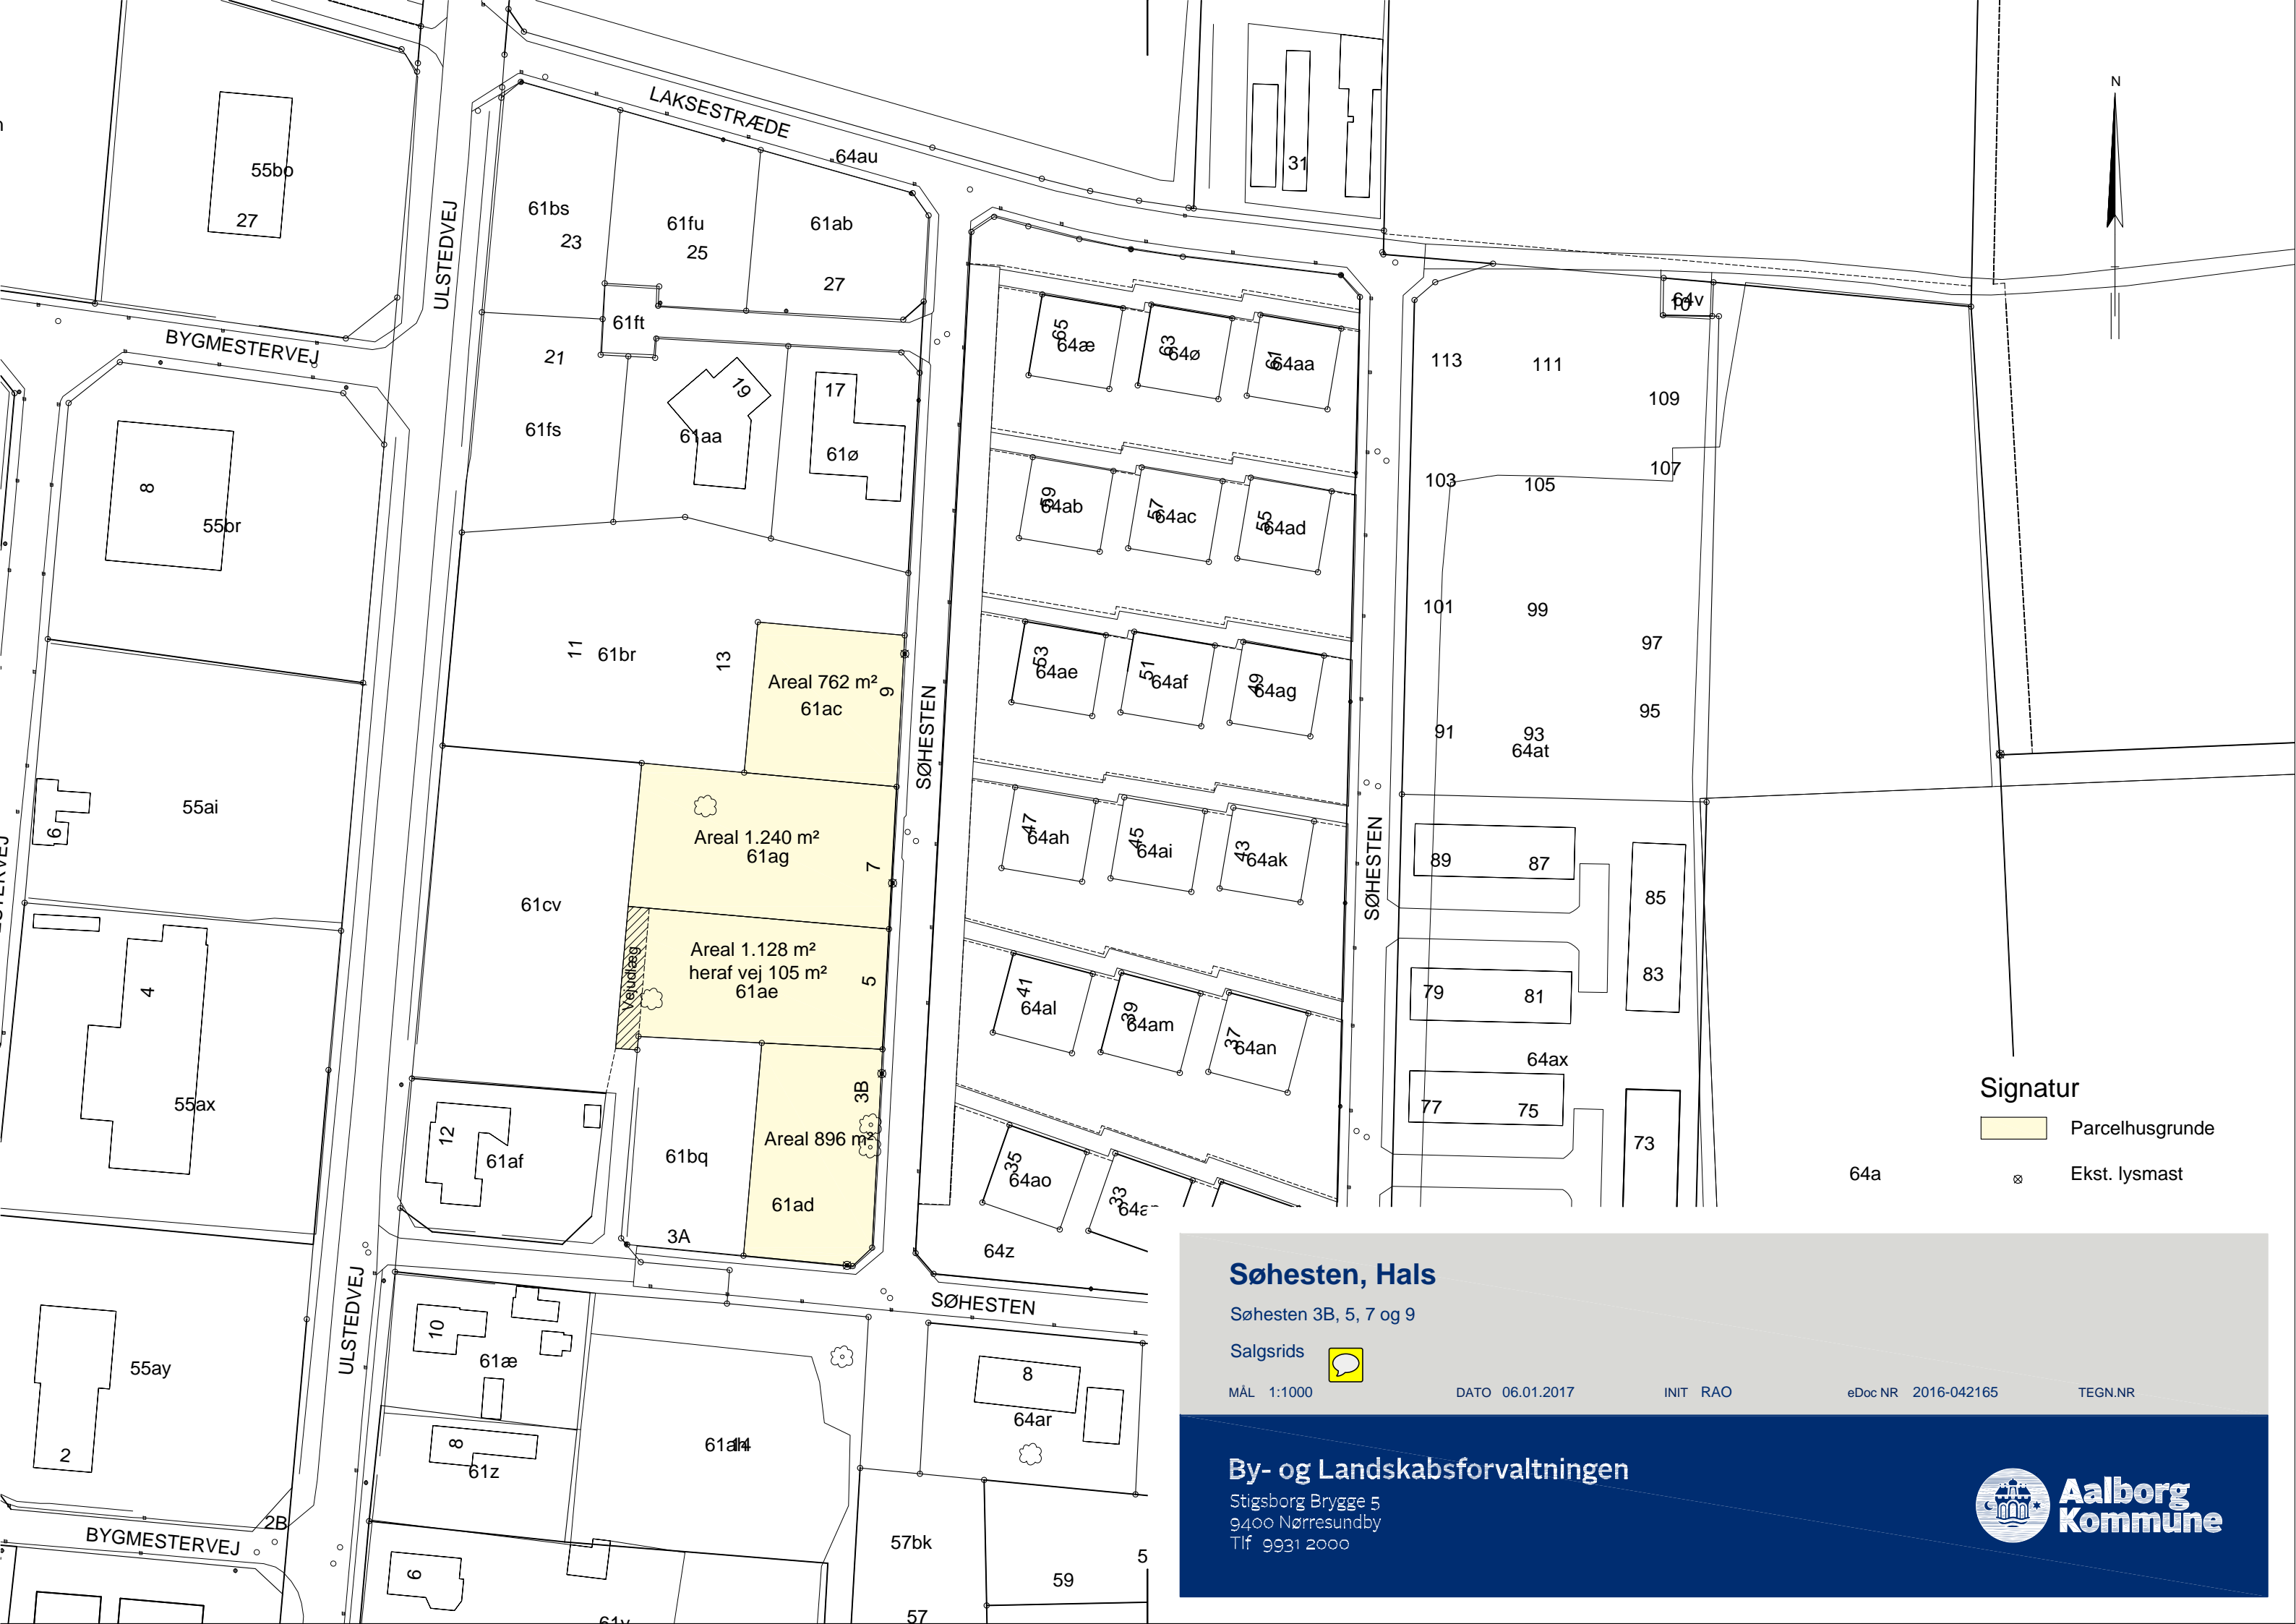 N
LAKSESTRÆDE
64au
31
55bo
27
ULSTEDVEJ
61bs
23
61fu
25
61ab
27
BYGMESTERVEJ
61ft
21
61fs
19
61aa
17
61ø
65
64æ
63
64ø
61
64aa
64v
10
113
111
109
107
103
105
101
99
97
95
91
93
64at
8
55br
59
64ab
57
64ac
55
64ad
11
61br
13
Areal 762 m²
61ac
9
SØHESTEN
53
64ae
51
64af
49
64ag
55ai
6
Areal 1.240 m²
61ag
7
47
64ah
45
64ai
43
64ak
SØHESTEN
89
87
85
83
61cv
Vejudlæg
Areal 1.128 m²
heraf vej 105 m²
61ae
5
41
64al
39
64am
37
64an
79
81
64ax
77
75
73
4
55ax
12
61af
61bq
3A
3B
Areal 896 m²
61ad
35
64ao
33
64z
64a
Signatur
Parcelhusgrunde
Ekst. lysmast
SØHESTEN
ULSTEDVEJ
10
61æ
8
61z
14
8
64ar
55ay
2
2B
BYGMESTERVEJ
6
57bk
59
57
5
Søhesten, Hals
Søhesten 3B, 5, 7 og 9
Salgsrids
MÅL 1:1000 DATO 06.01.2017 INIT RAO eDoc NR 2016-042165 TEGN.NR
By- og Landskabsforvaltningen
Stigsborg Brygge 5
9400 Nørresundby
Tlf 9931 2000
Aalborg
Kommune